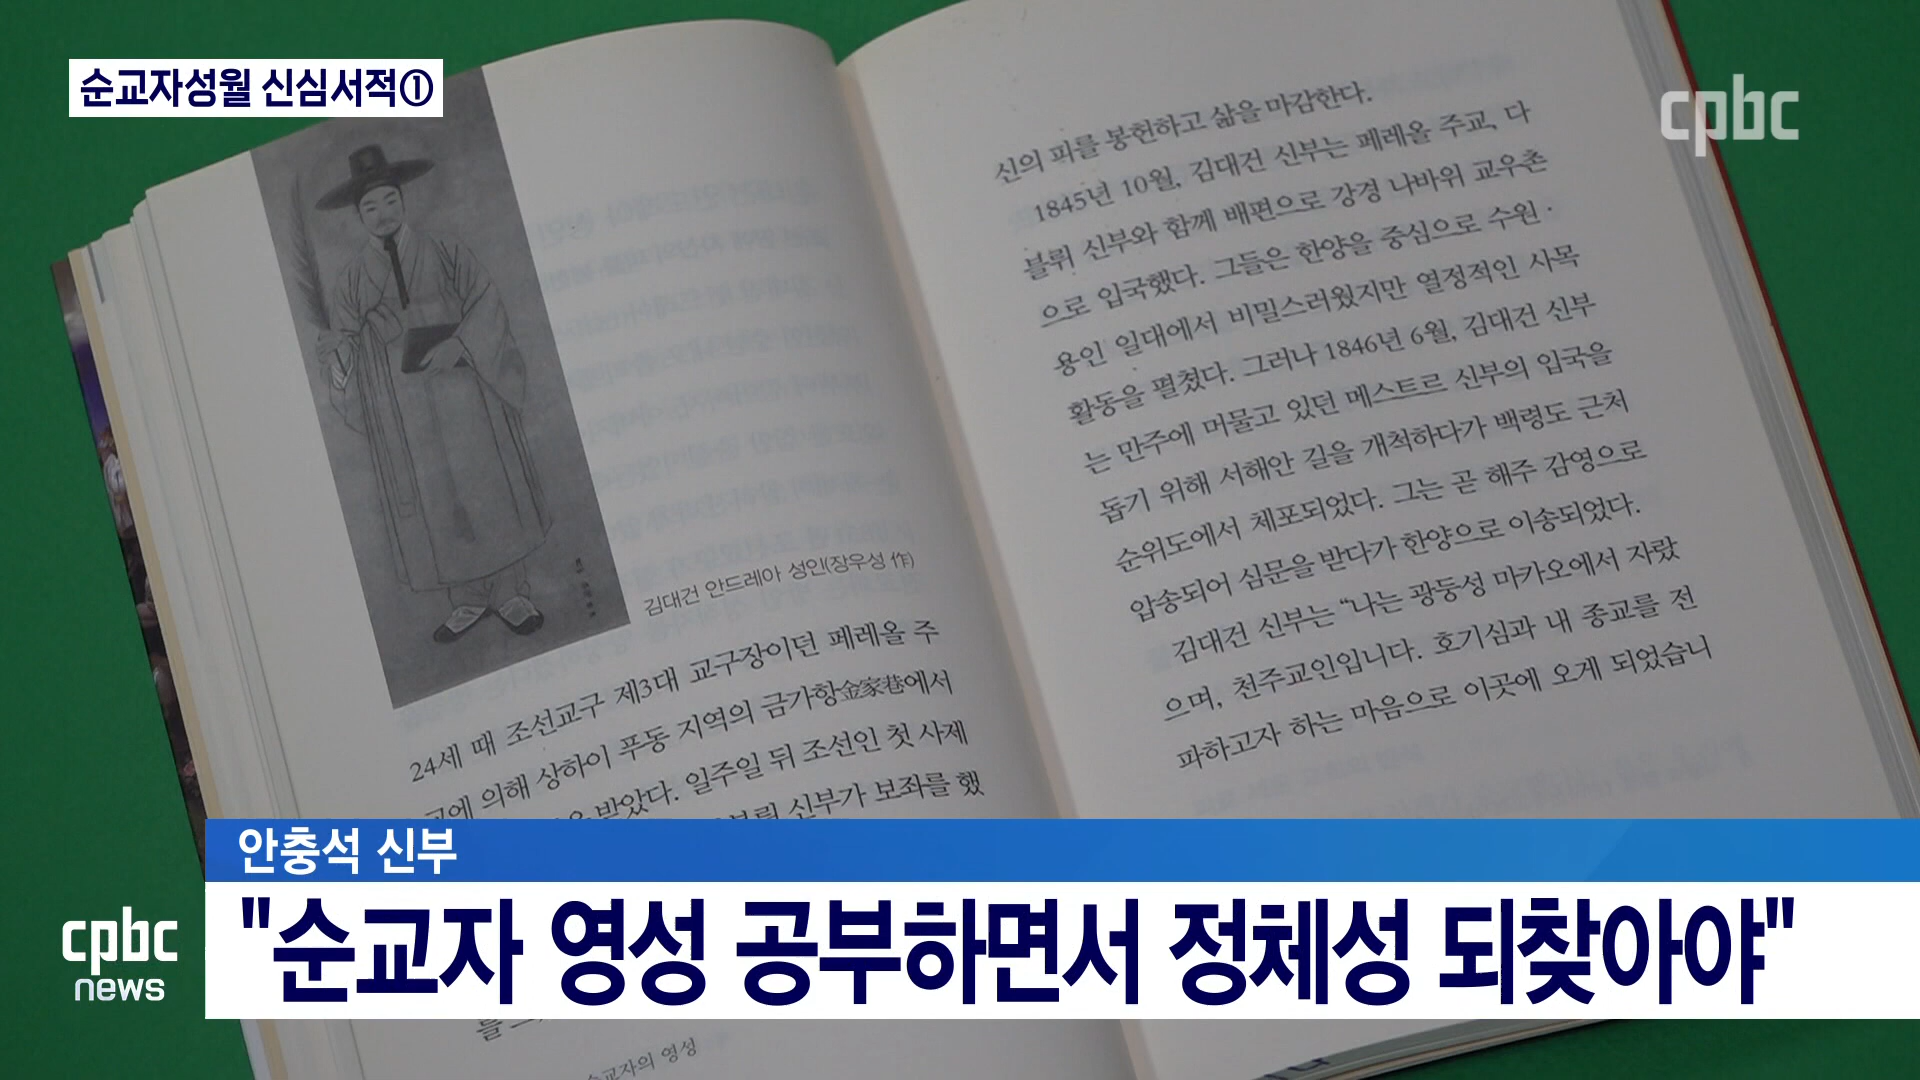 순교자성월 신심서적①
cpbc
김대건 안드레아 성인(장우성 作)
24세 때 조선교구 제3대 교구장이던 페레올 주
교에 의해 상하이 푸동 지역의 금가항金家巷에서
받았다. 일주일 뒤 조선인 첫 사제
신부가 보좌를 했
를
순교자의 영성
신의 피를 봉헌하고 삶을 마감한다.
1845년 10월, 김대건 신부는 페레올 주교, 다
블뤼 신부와 함께 배편으로 강경 나바위 교우촌
으로 입국했다. 그들은 한양을 중심으로 수원·
용인 일대에서 비밀스러웠지만 열정적인 사목
활동을 펼쳤다. 그러나 1846년 6월, 김대건 신부
는 만주에 머물고 있던 메스트르 신부의 입국을
돕기 위해 서해안 길을 개척하다가 백령도 근처
순위도에서 체포되었다. 그는 곧 해주 감영으로
압송되어 심문을 받다가 한양으로 이송되었다.
김대건 신부는 “나는 광둥성 마카오에서 자랐
으며, 천주교인입니다. 호기심과 내 종교를 전
파하고자 하는 마음으로 이곳에 오게 되었습니
안충석 신부
"순교자 영성 공부하면서 정체성 되찾아야"
cpbc
news